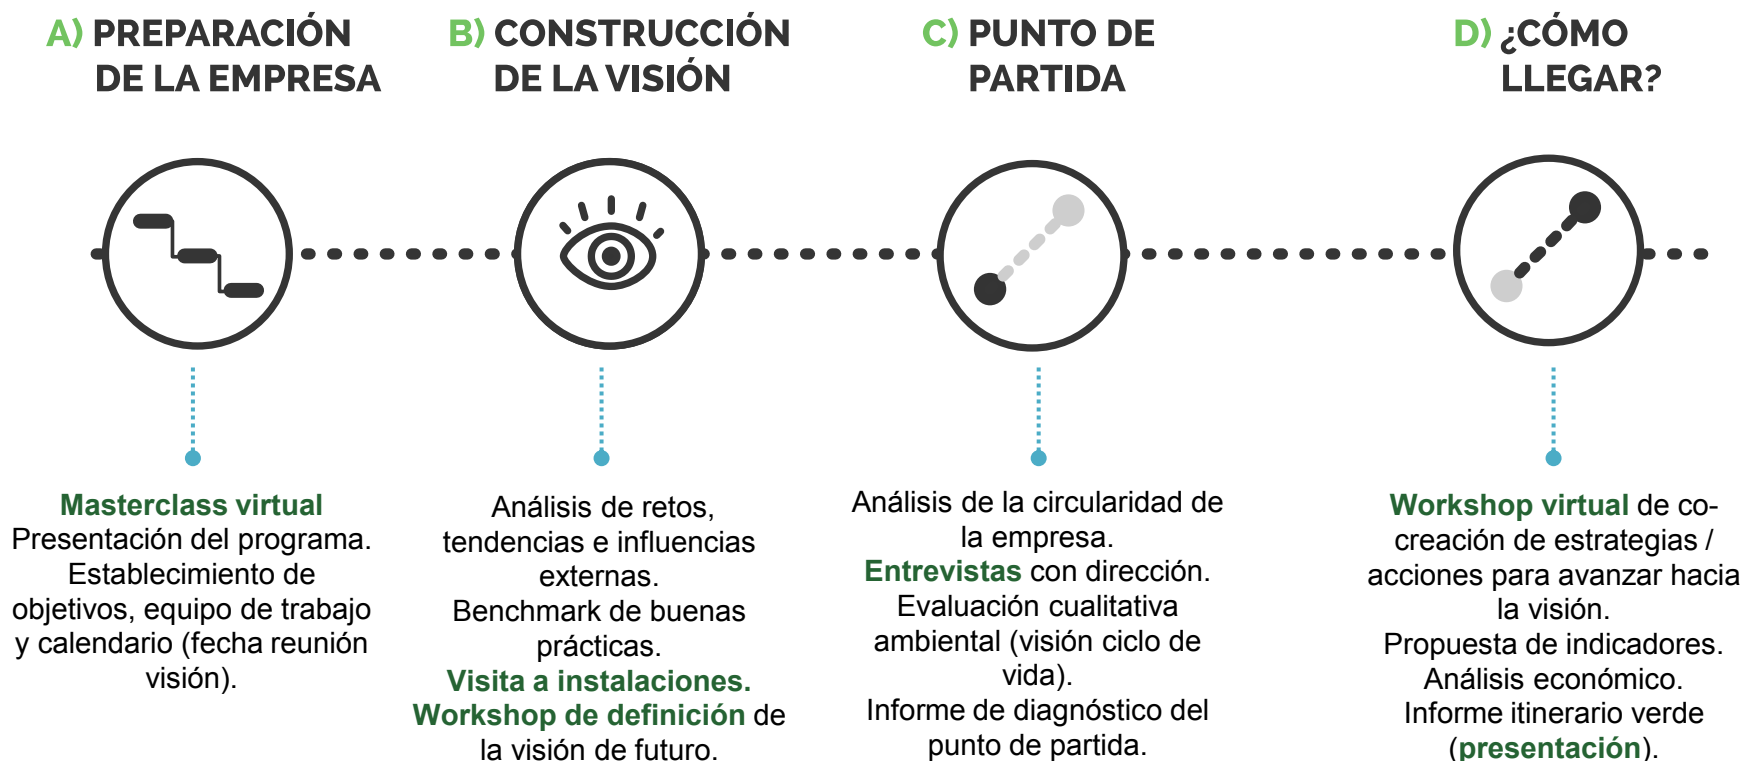 A) PREPARACIÓN
DE LA EMPRESA
B) CONSTRUCCIÓN
DE LA VISIÓN
C) PUNTO DE
PARTIDA
D) ¿CÓMO
LLEGAR?
Masterclass virtual
Presentación del programa.
Establecimiento de
objetivos, equipo de trabajo
y calendario (fecha reunión
visión).
Análisis de retos,
tendencias e influencias
externas.
Benchmark de buenas
prácticas.
Visita a instalaciones.
Workshop de definición de
la visión de futuro.
Análisis de la circularidad de
la empresa.
Entrevistas con dirección.
Evaluación cualitativa
ambiental (visión ciclo de
vida).
Informe de diagnóstico del
punto de partida.
Workshop virtual de co-
creación de estrategias /
acciones para avanzar hacia
la visión.
Propuesta de indicadores.
Análisis económico.
Informe itinerario verde
(presentación).